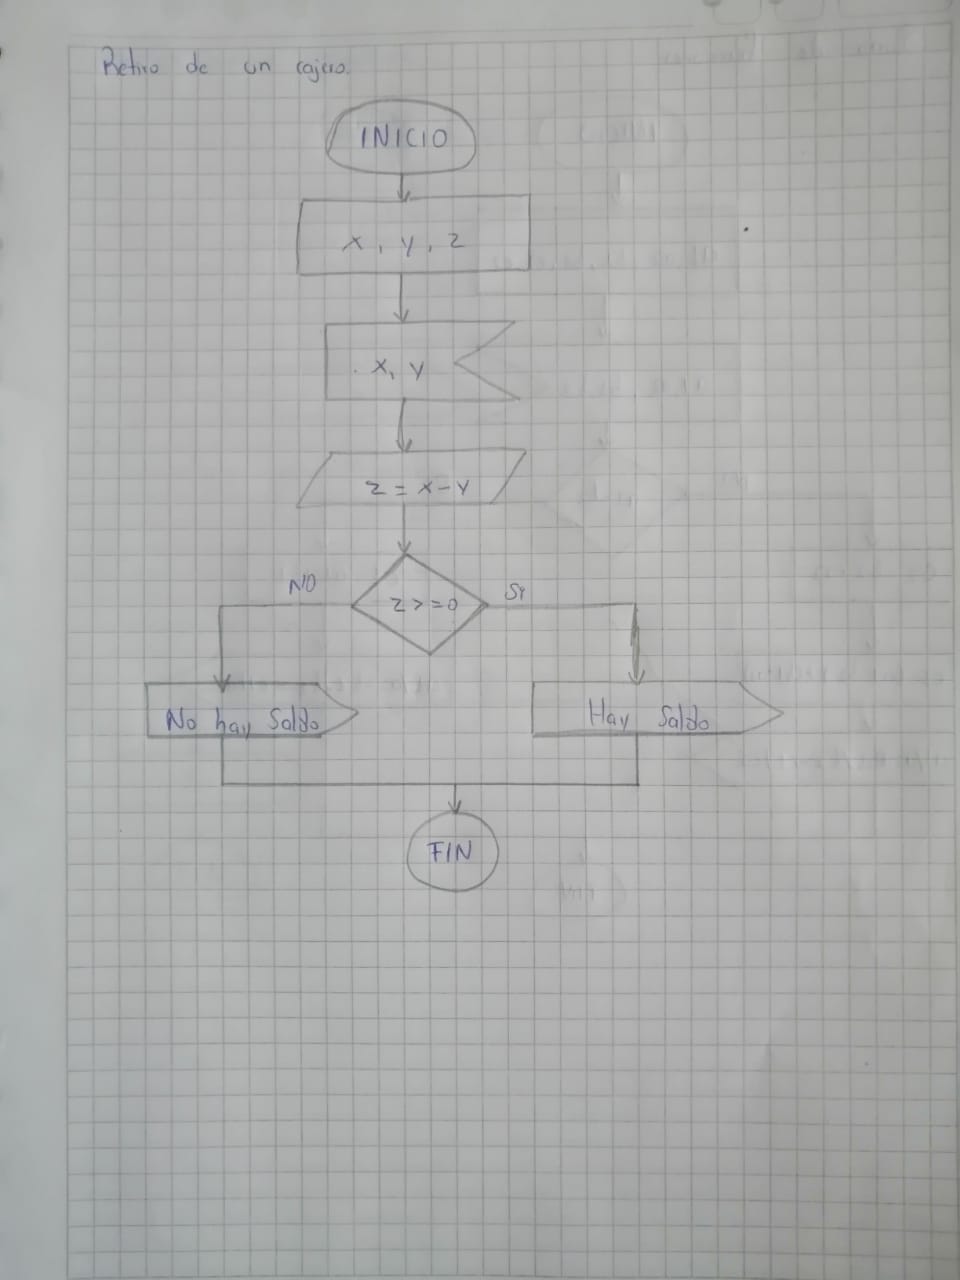 Retiro de un cajero.
INICIO
x, y, z
x, y
z = x - y
NO
z > = 0
Si
No hay Saldo
Hay Saldo
FIN